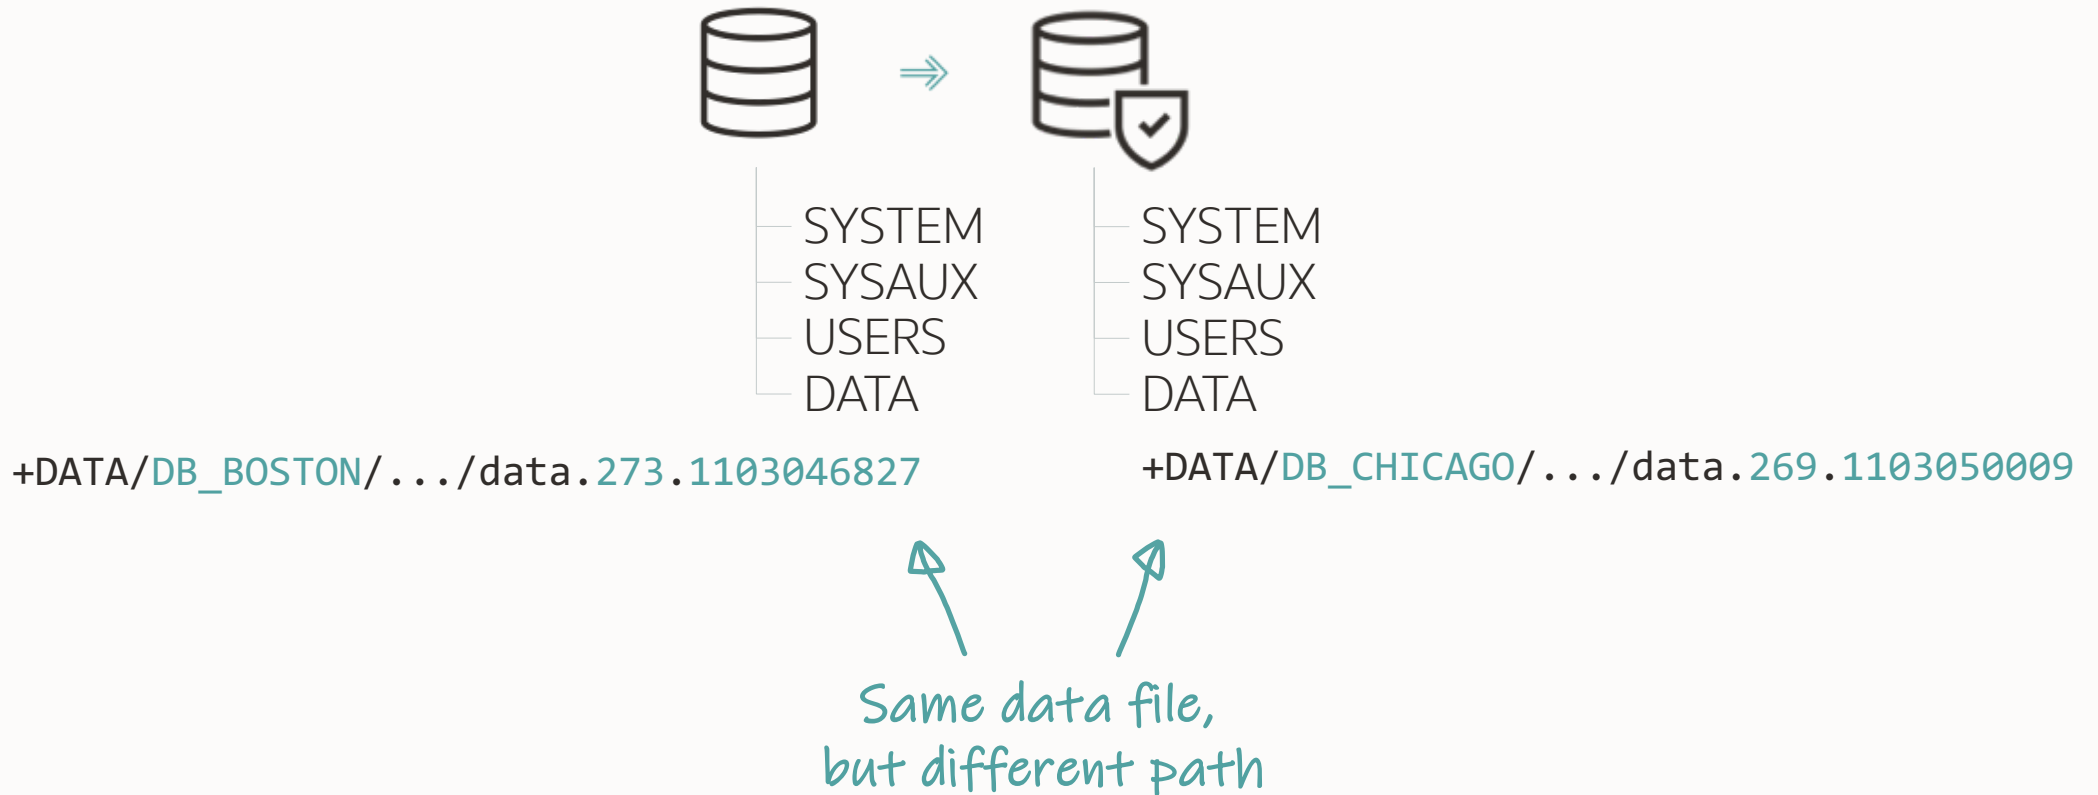 SYSTEM
SYSAUX
USERS
DATA
SYSTEM
SYSAUX
USERS
DATA
+DATA/DB_BOSTON/.../data.273.1103046827
+DATA/DB_CHICAGO/.../data.269.1103050009
Same data file,
but different path